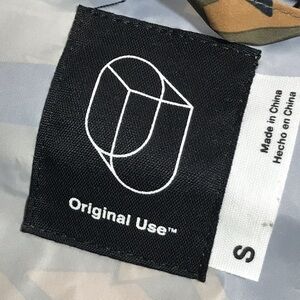 Original Use™
Made in China
Hecho en China
S